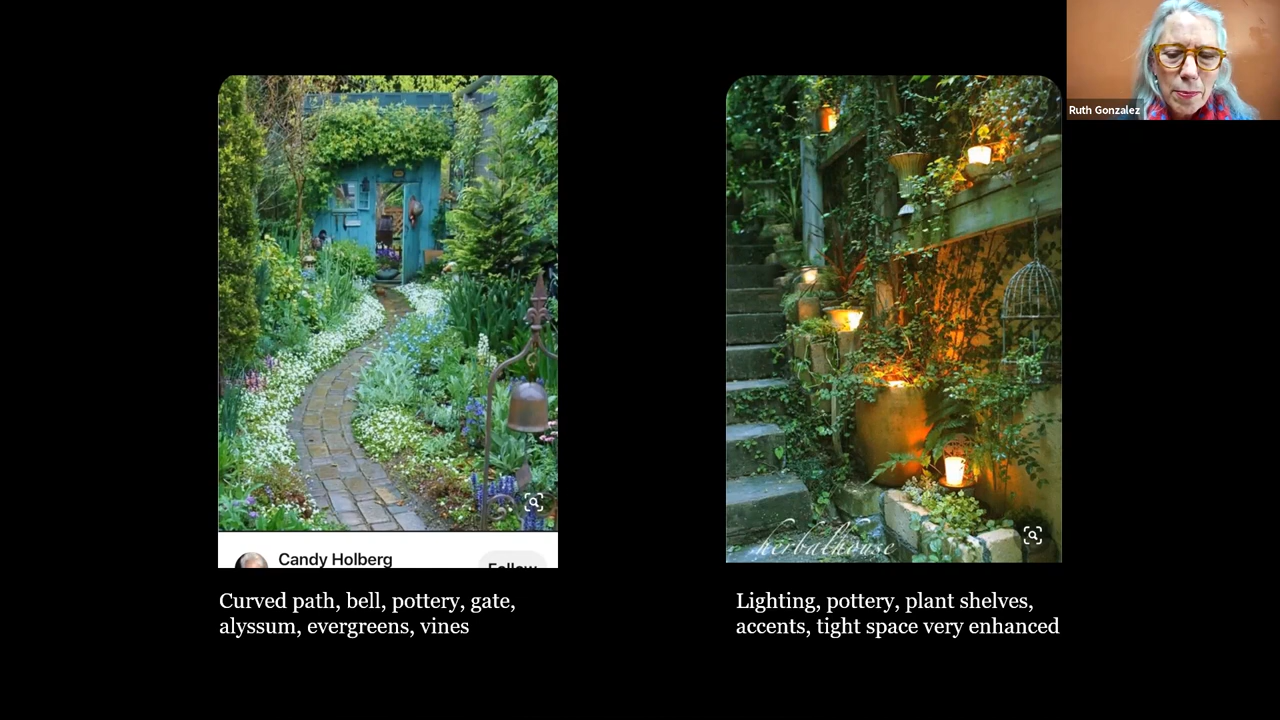 Ruth Gonzalez
herbalhouse
Candy Holberg
Follow
Curved path, bell, pottery, gate,
alyssum, evergreens, vines
Lighting, pottery, plant shelves,
accents, tight space very enhanced